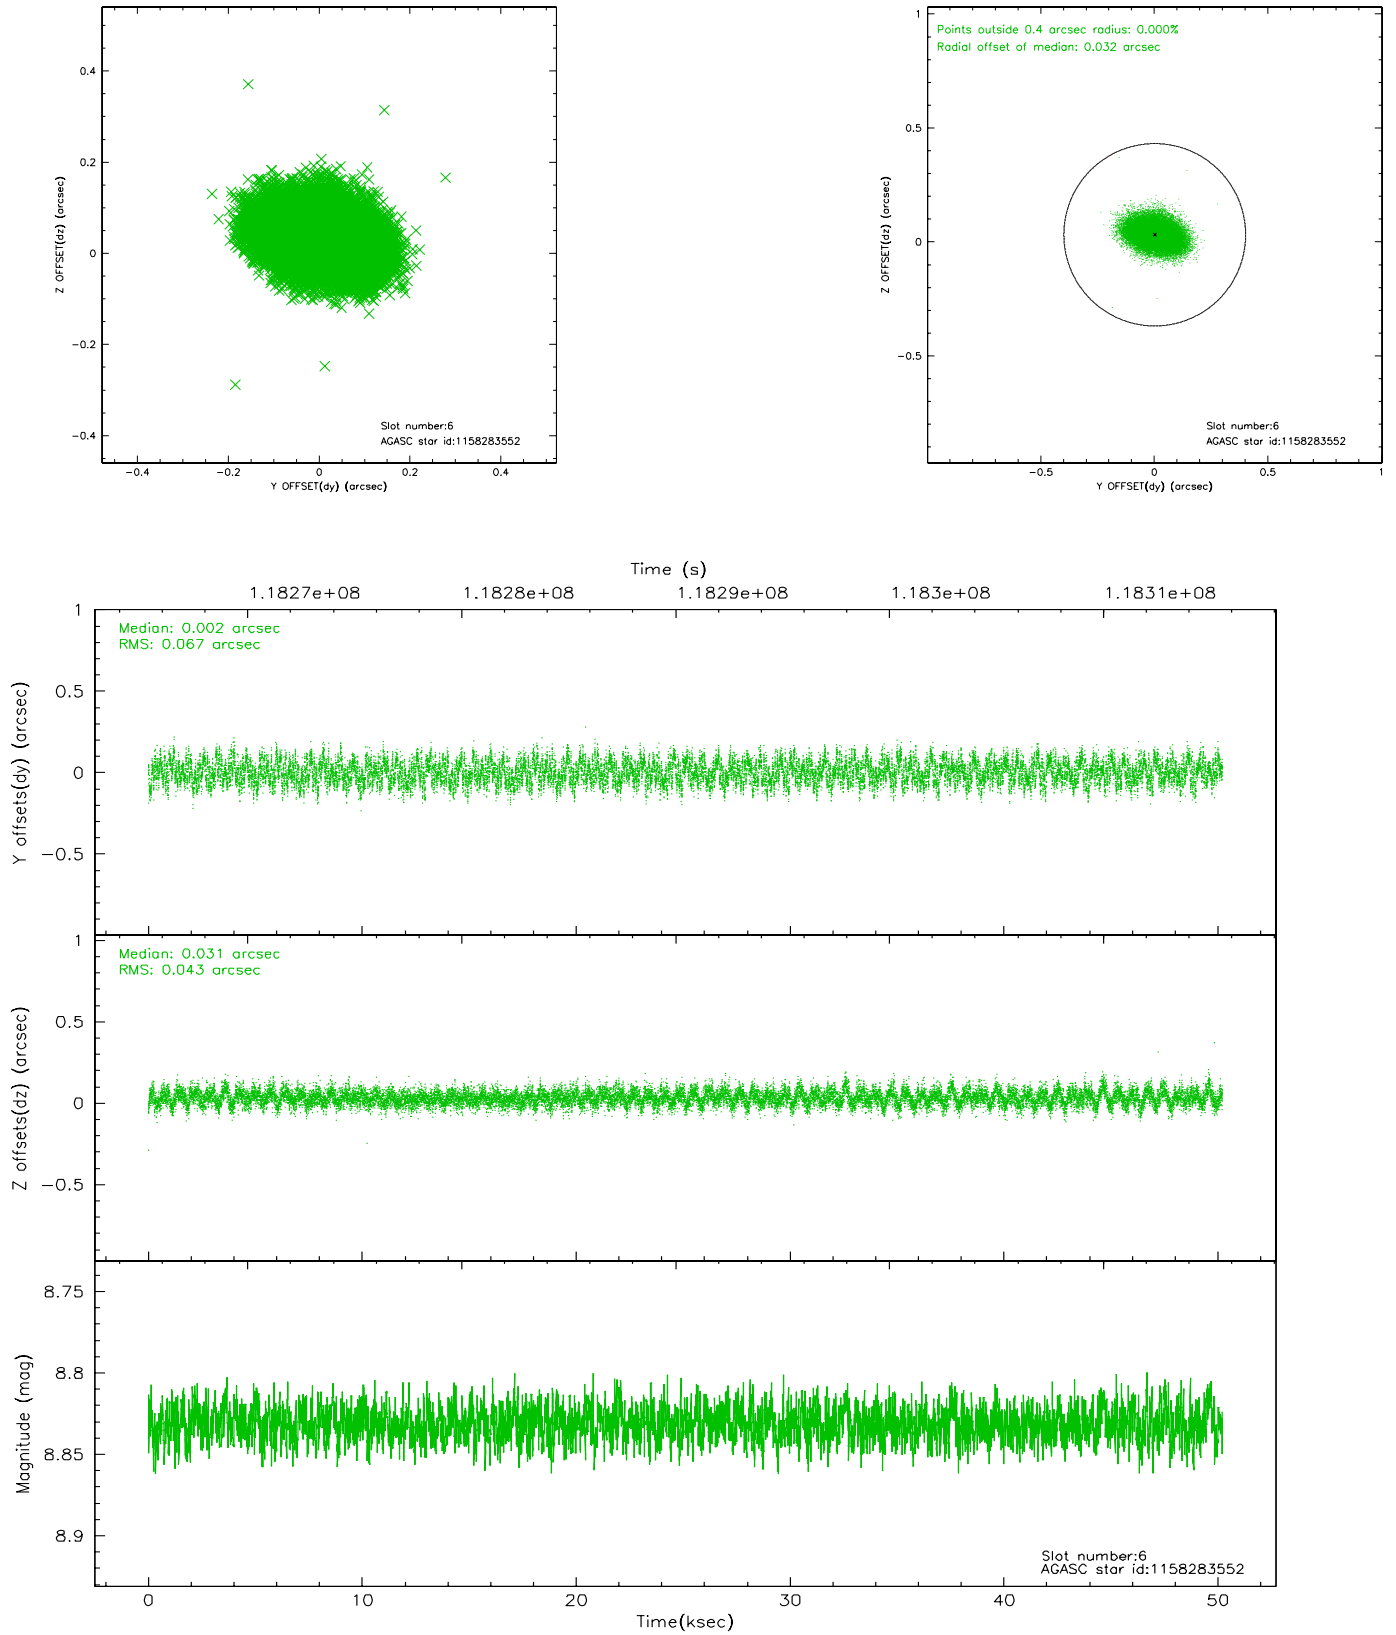 0.4
0.2
0
-0.2
-0.4
Z OFFSET(dz) (arcsec)
Slot number:6
AGASC star id:1158283552
-0.4 -0.2 0 0.2 0.4
Y OFFSET(dy) (arcsec)
Points outside 0.4 arcsec radius: 0.000%
Radial offset of median: 0.032 arcsec
1
0.5
0
-0.5
Z OFFSET(dz) (arcsec)
Slot number:6
AGASC star id:1158283552
-0.5 0 0.5 1
Y OFFSET(dy) (arcsec)
Time (s)
1.1827e+08 1.1828e+08 1.1829e+08 1.183e+08 1.1831e+08
Median: 0.002 arcsec
RMS: 0.067 arcsec
1
0.5
0
-0.5
Y offsets(dy) (arcsec)
Median: 0.031 arcsec
RMS: 0.043 arcsec
1
0.5
0
-0.5
Z offsets(dz) (arcsec)
8.75
8.8
8.85
8.9
Magnitude (mag)
Slot number:6
AGASC star id:1158283552
0 10 20 30 40 50
Time(ksec)